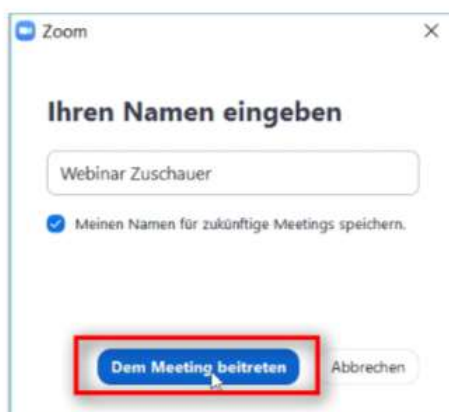 Zoom
Ihren Namen eingeben
Webinar Zuschauer
Meinen Namen für zukünftige Meetings speichern.
Dem Meeting beitreten Abbrechen